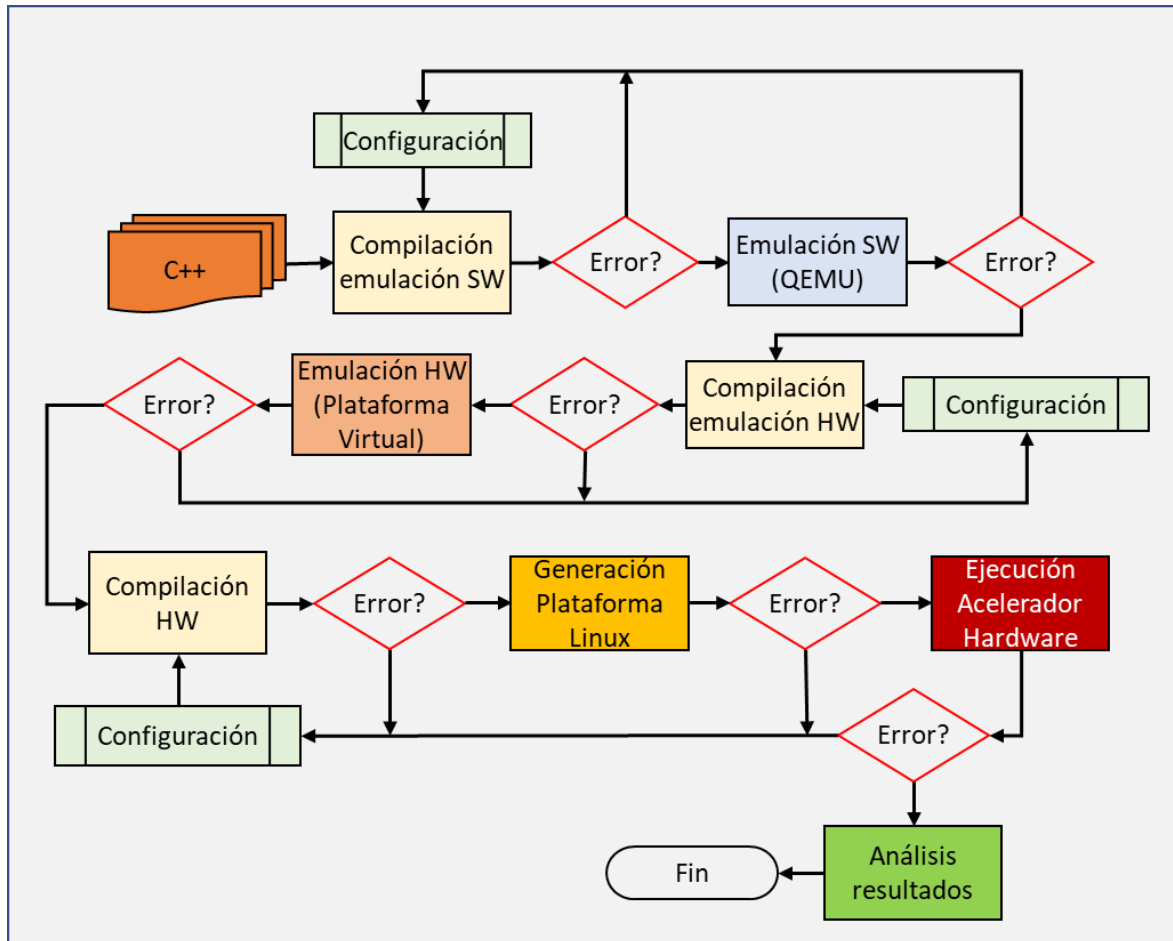 Configuración
C++
Compilación
emulación SW
Error?
Emulación SW
(QEMU)
Error?
Error?
Emulación HW
(Plataforma
Virtual)
Error?
Compilación
emulación HW
Configuración
Compilación
HW
Error?
Generación
Plataforma
Linux
Error?
Ejecución
Acelerador
Hardware
Configuración
Error?
Fin
Análisis
resultados